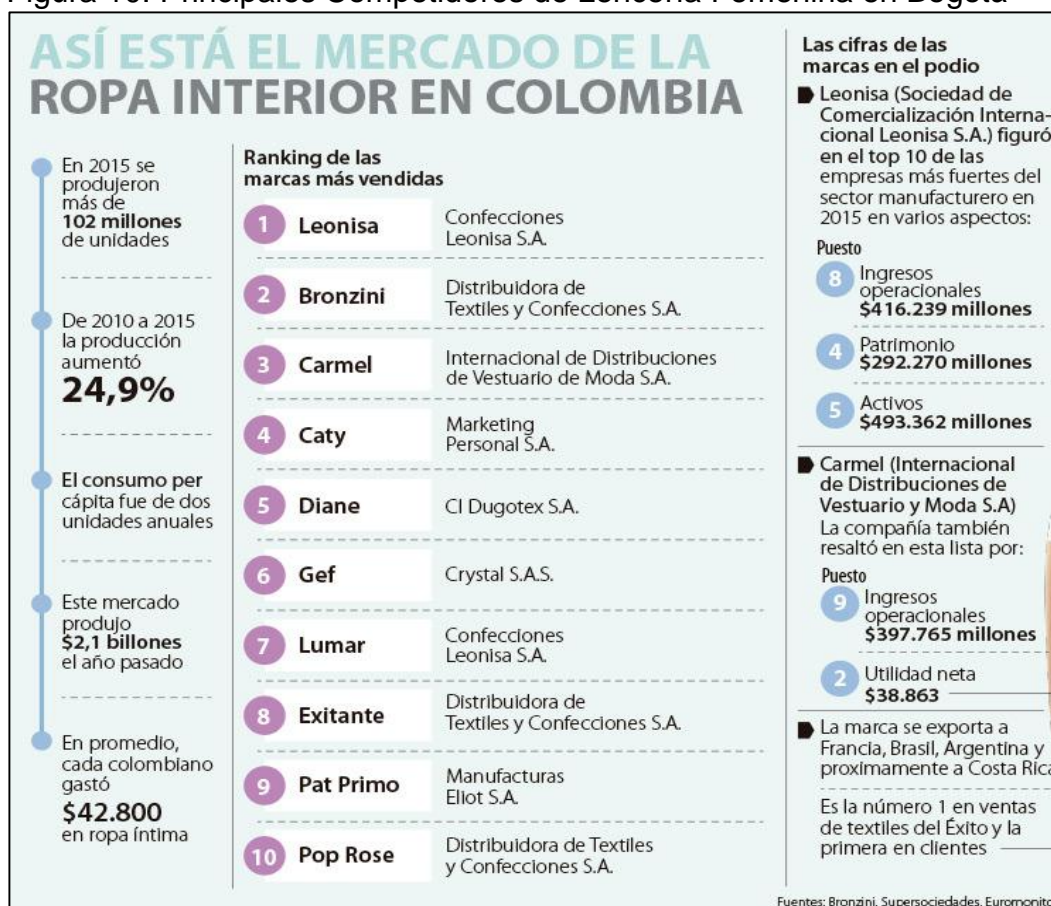 Figura 10. Principales Competidores de Lencería Femenina en Bogotá
ASÍ ESTÁ EL MERCADO DE LA
ROPA INTERIOR EN COLOMBIA
En 2015 se
produjeron
más de
102 millones
de unidades
De 2010 a 2015
la producción
aumentó
24,9%
El consumo per
cápita fue de dos
unidades anuales
Este mercado
produjo
$2,1 billones
el año pasado
En promedio,
cada colombiano
gastó
$42.800
en ropa íntima
Ranking de las
marcas más vendidas
1 Leonisa Confecciones
Leonisa S.A.
2 Bronzini Distribuidora de
Textiles y Confecciones S.A.
3 Carmel Internacional de Distribuciones
de Vestuario de Moda S.A.
4 Caty Marketing
Personal S.A.
5 Diane CI Dugotex S.A.
6 Gef Crystal S.A.S.
7 Lumar Confecciones
Leonisa S.A.
8 Exitante Distribuidora de
Textiles y Confecciones S.A.
9 Pat Primo Manufacturas
Eliot S.A.
10 Pop Rose Distribuidora de Textiles
y Confecciones S.A.
Las cifras de las
marcas en el podio
Leonisa (Sociedad de
Comercialización Interna-
cional Leonisa S.A.) figuró
en el top 10 de las
empresas más fuertes del
sector manufacturero en
2015 en varios aspectos:
Puesto
8 Ingresos
operacionales
$416.239 millones
4 Patrimonio
$292.270 millones
5 Activos
$493.362 millones
Carmel (Internacional
de Distribuciones de
Vestuario y Moda S.A)
La compañía también
resaltó en esta lista por:
Puesto
9 Ingresos
operacionales
$397.765 millones
2 Utilidad neta
$38.863
La marca se exporta a
Francia, Brasil, Argentina y
proximamente a Costa Rica
Es la número 1 en ventas
de textiles del Éxito y la
primera en clientes
Fuentes: Bronzini, Supersociedades, Euromonito